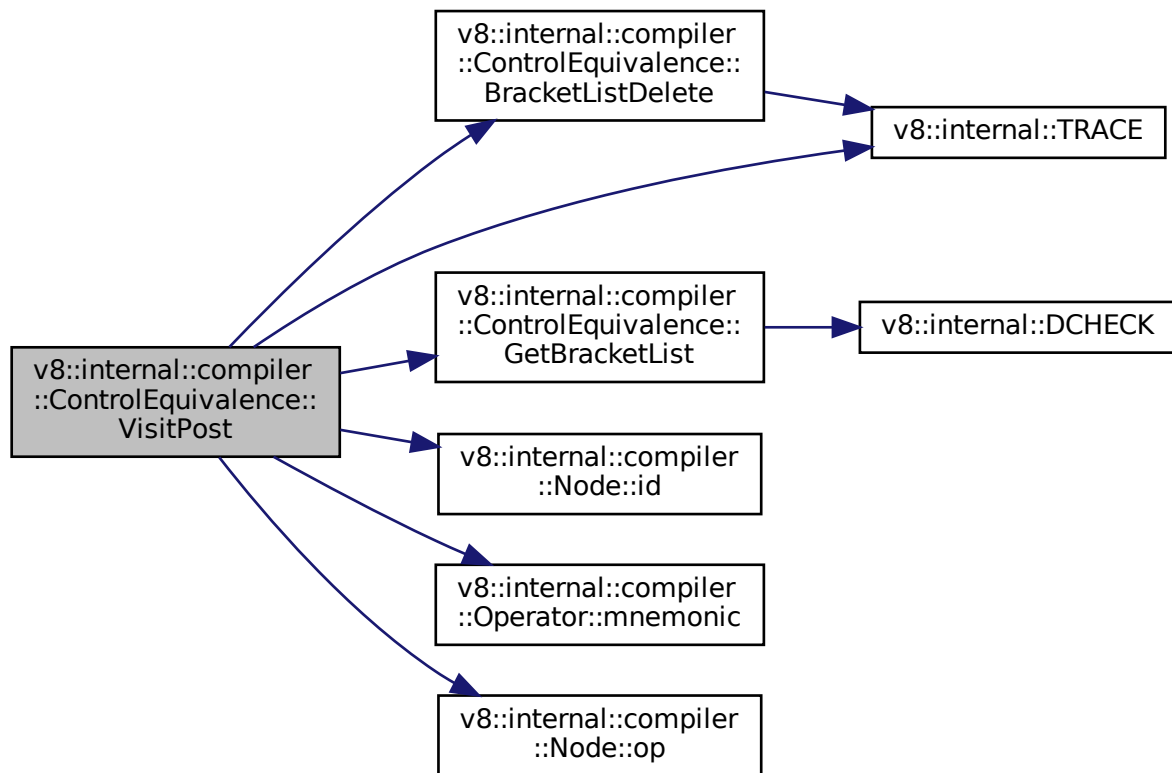 v8::internal::compiler
::ControlEquivalence::
BracketListDelete
v8::internal::TRACE
v8::internal::compiler
::ControlEquivalence::
GetBracketList
v8::internal::DCHECK
v8::internal::compiler
::ControlEquivalence::
VisitPost
v8::internal::compiler
::Node::id
v8::internal::compiler
::Operator::mnemonic
v8::internal::compiler
::Node::op